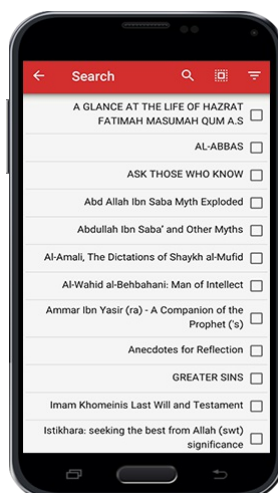 Search
A GLANCE AT THE LIFE OF HAZRAT
FATIMAH MASUMAH QUM A.S
AL-ABBAS
ASK THOSE WHO KNOW
Abd Allah Ibn Saba Myth Exploded
Abdullah Ibn Saba' and Other Myths
Al-Amali, The Dictations of Shaykh al-Mufid
Al-Wahid al-Behbahani: Man of Intellect
Ammar Ibn Yasir (ra) - A Companion of the
Prophet ('s)
Anecdotes for Reflection
GREATER SINS
Imam Khomeinis Last Will and Testament
Istikhara: seeking the best from Allah (swt)
significance